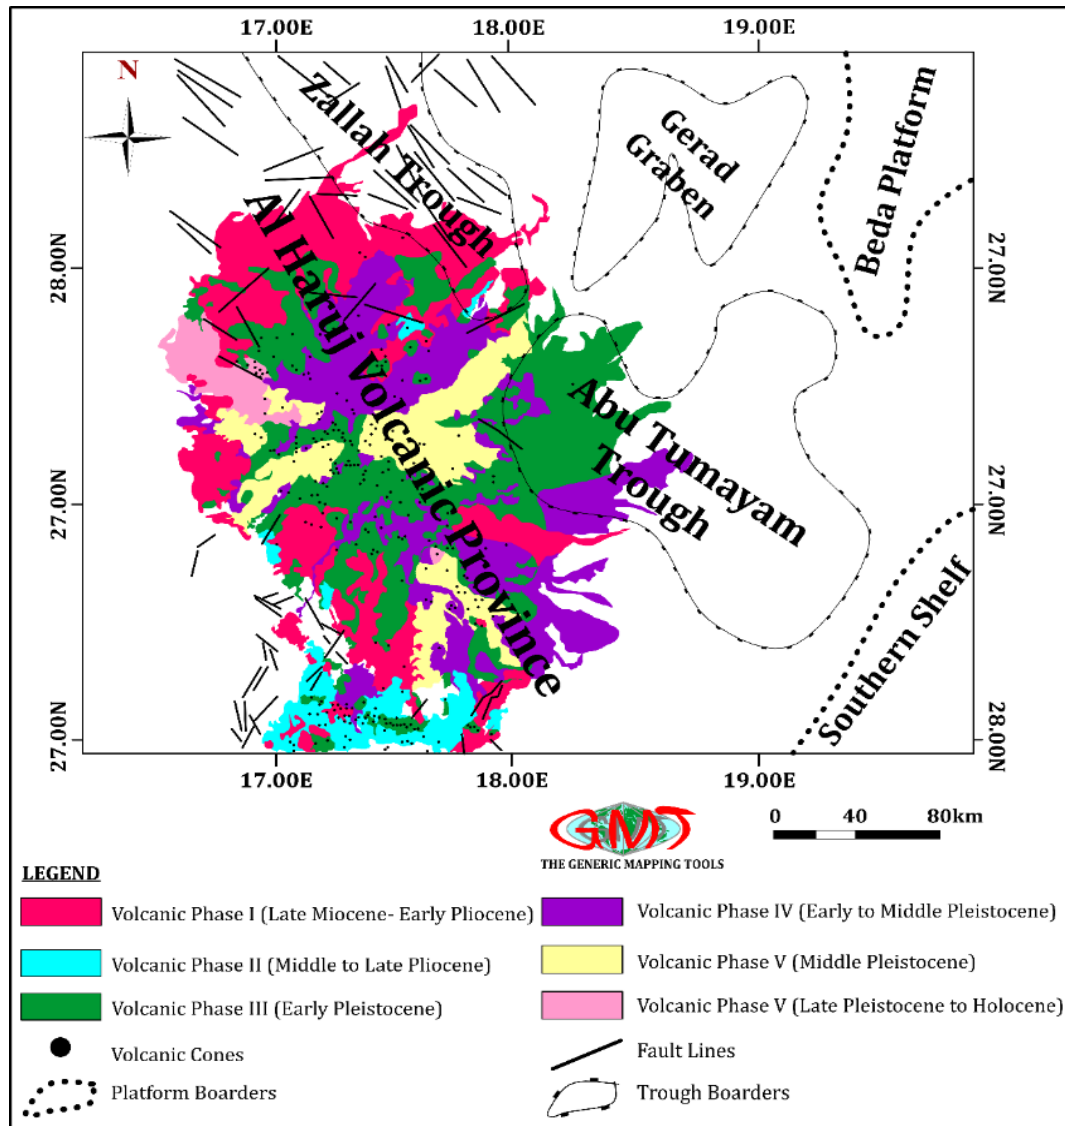 17.00E 18.00E 19.00E
N
Zallah Trough
Gerad
Graben
Beda Platform
28.00N
27.00N
Al Haruj Volcanic Province
Abu Tumayam
Trough
27.00N
27.00N
Southern Shelf
27.00N
28.00N
17.00E 18.00E 19.00E
GMT
THE GENERIC MAPPING TOOLS
0 40 80km
LEGEND
Volcanic Phase I (Late Miocene- Early Pliocene)
Volcanic Phase II (Middle to Late Pliocene)
Volcanic Phase III (Early Pleistocene)
Volcanic Cones
Platform Boarders
Volcanic Phase IV (Early to Middle Pleistocene)
Volcanic Phase V (Middle Pleistocene)
Volcanic Phase V (Late Pleistocene to Holocene)
Fault Lines
Trough Boarders